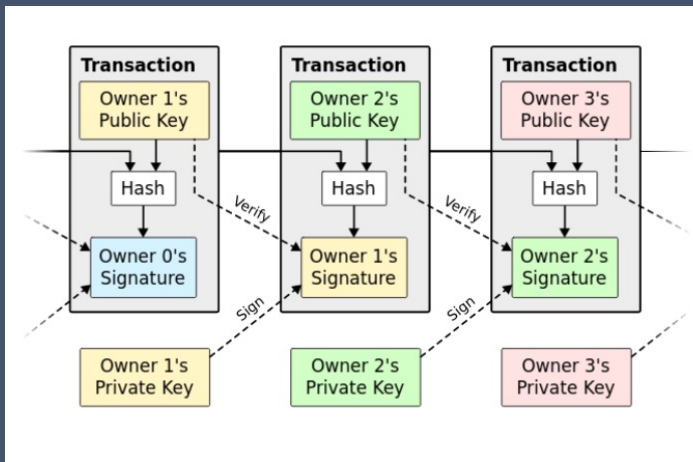 Transaction
Owner 1's
Public Key
Hash
Owner 0's
Signature
Transaction
Owner 2's
Public Key
Hash
Verify
Owner 1's
Signature
Transaction
Owner 3's
Public Key
Hash
Verify
Owner 2's
Signature
Sign
Sign
Owner 1's
Private Key
Owner 2's
Private Key
Owner 3's
Private Key